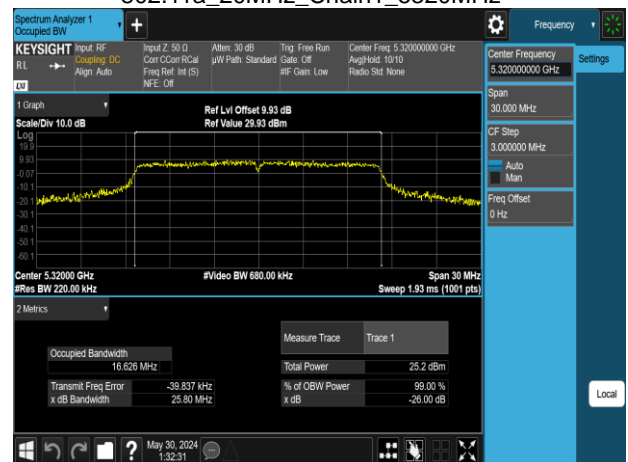 802.11a_20MHz_Chain1_5320MHz
Spectrum Analyzer 1
Occupied BW
Frequency
KEYSIGHT
RL
LXI
Input: RF
Coupling: DC
Align: Auto
Input Z: 50 Ω
Corr CCorr RCal
Freq Ref: Int (S)
NFE: Off
Atten: 30 dB
µW Path: Standard
Trig: Free Run
Gate: Off
#IF Gain: Low
Center Freq: 5.320000000 GHz
Avg|Hold: 10/10
Radio Std: None
Center Frequency
5.320000000 GHz
Settings
Span
30.000 MHz
CF Step
3.000000 MHz
Auto
Man
Freq Offset
0 Hz
1 Graph
Scale/Div 10.0 dB
Ref Lvl Offset 9.93 dB
Ref Value 29.93 dBm
Log
19.9
9.93
-0.07
-10.1
-20.1
-30.1
-40.1
-50.1
-60.1
Center 5.32000 GHz
#Res BW 220.00 kHz
#Video BW 680.00 kHz
Span 30 MHz
Sweep 1.93 ms (1001 pts)
2 Metrics
Measure Trace
Trace 1
Occupied Bandwidth
16.626 MHz
Total Power
25.2 dBm
Transmit Freq Error
-39.837 kHz
% of OBW Power
99.00 %
x dB Bandwidth
25.80 MHz
x dB
-26.00 dB
Local
?
May 30, 2024
1:32:31